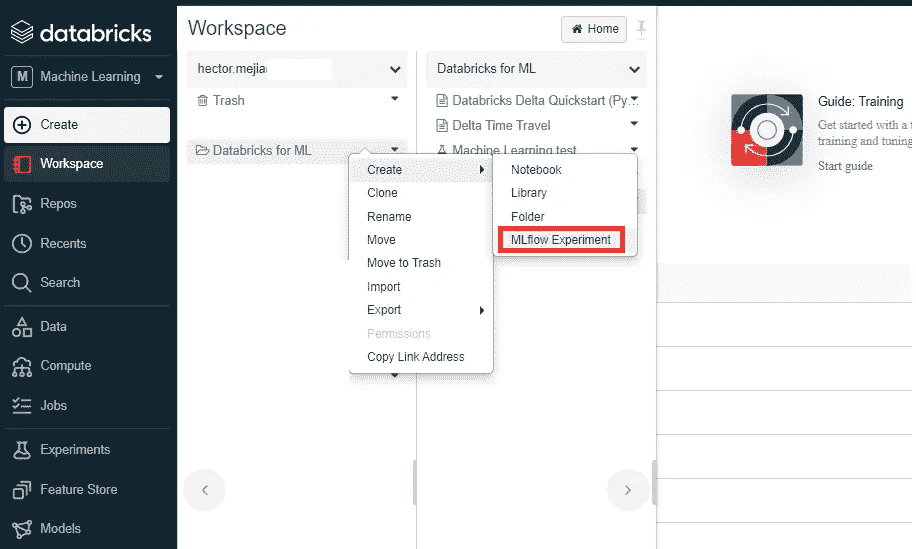 databricks
M Machine Learning
Create
Workspace
Repos
Recents
Search
Data
Compute
Jobs
Experiments
Feature Store
Models
Workspace
Home
hector.mejia
Trash
Databricks for ML
Databricks for ML
Databricks Delta Quickstart (Py...
Delta Time Travel
Machine Learning test
Create
Clone
Rename
Move
Move to Trash
Import
Export
Permissions
Copy Link Address
Notebook
Library
Folder
MLflow Experiment
Guide: Training
Get started with a
training and tuning
Start guide